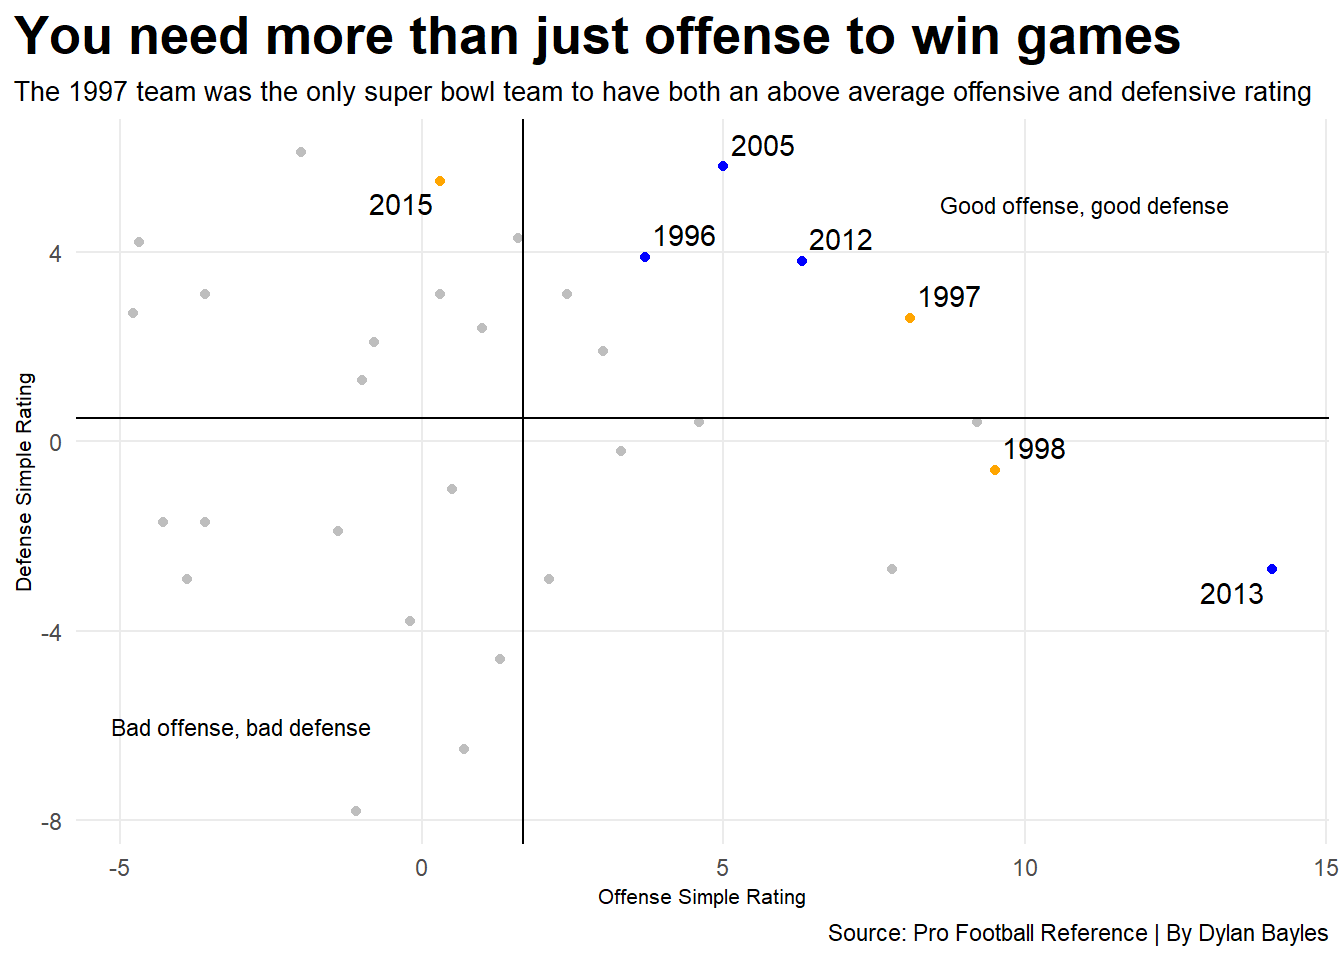 You need more than just offense to win games
The 1997 team was the only super bowl team to have both an above average offensive and defensive rating
2005
2015
Good offense, good defense
1996
2012
4
1997
Defense Simple Rating
0
1998
2013
-4
Bad offense, bad defense
-8
-5
0
5
10
15
Offense Simple Rating
Source: Pro Football Reference | By Dylan Bayles